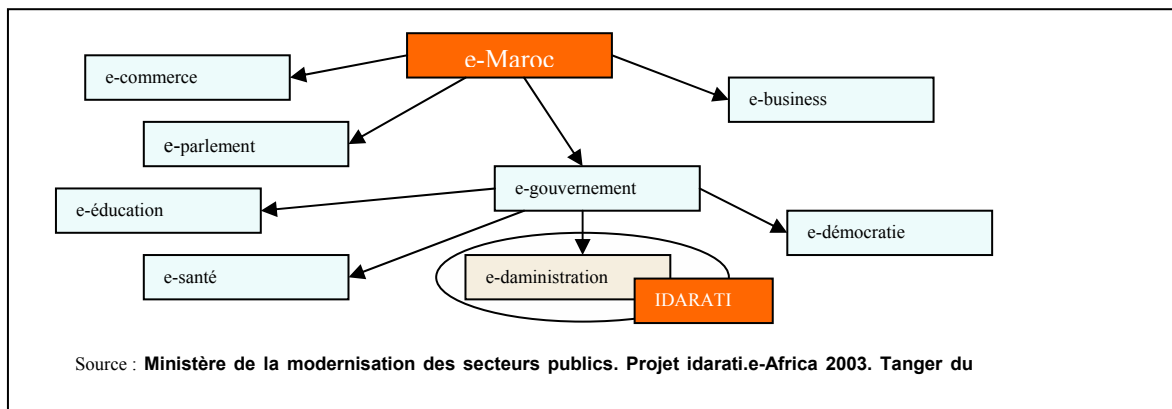 e-Maroc
e-commerce
e-business
e-parlement
e-gouvernement
e-éducation
e-démocratie
e-santé
e-daministration
IDARATI
Source : Ministère de la modernisation des secteurs publics. Projet idarati.e-Africa 2003. Tanger du